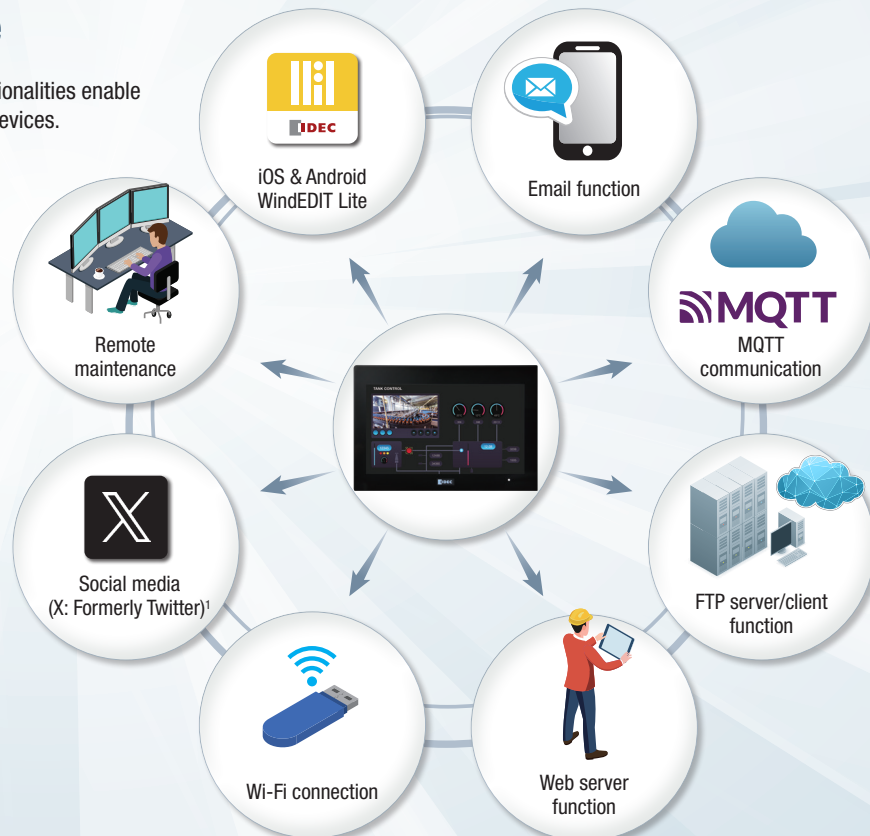 ionalities enable
evices.
IDEC
iOS & Android
WindEDIT Lite
Email function
Remote
maintenance
MQTT
MQTT
communication
TANK CONTROL
IDEC
Social media
(X: Formerly Twitter)¹
FTP server/client
function
Wi-Fi connection
Web server
function